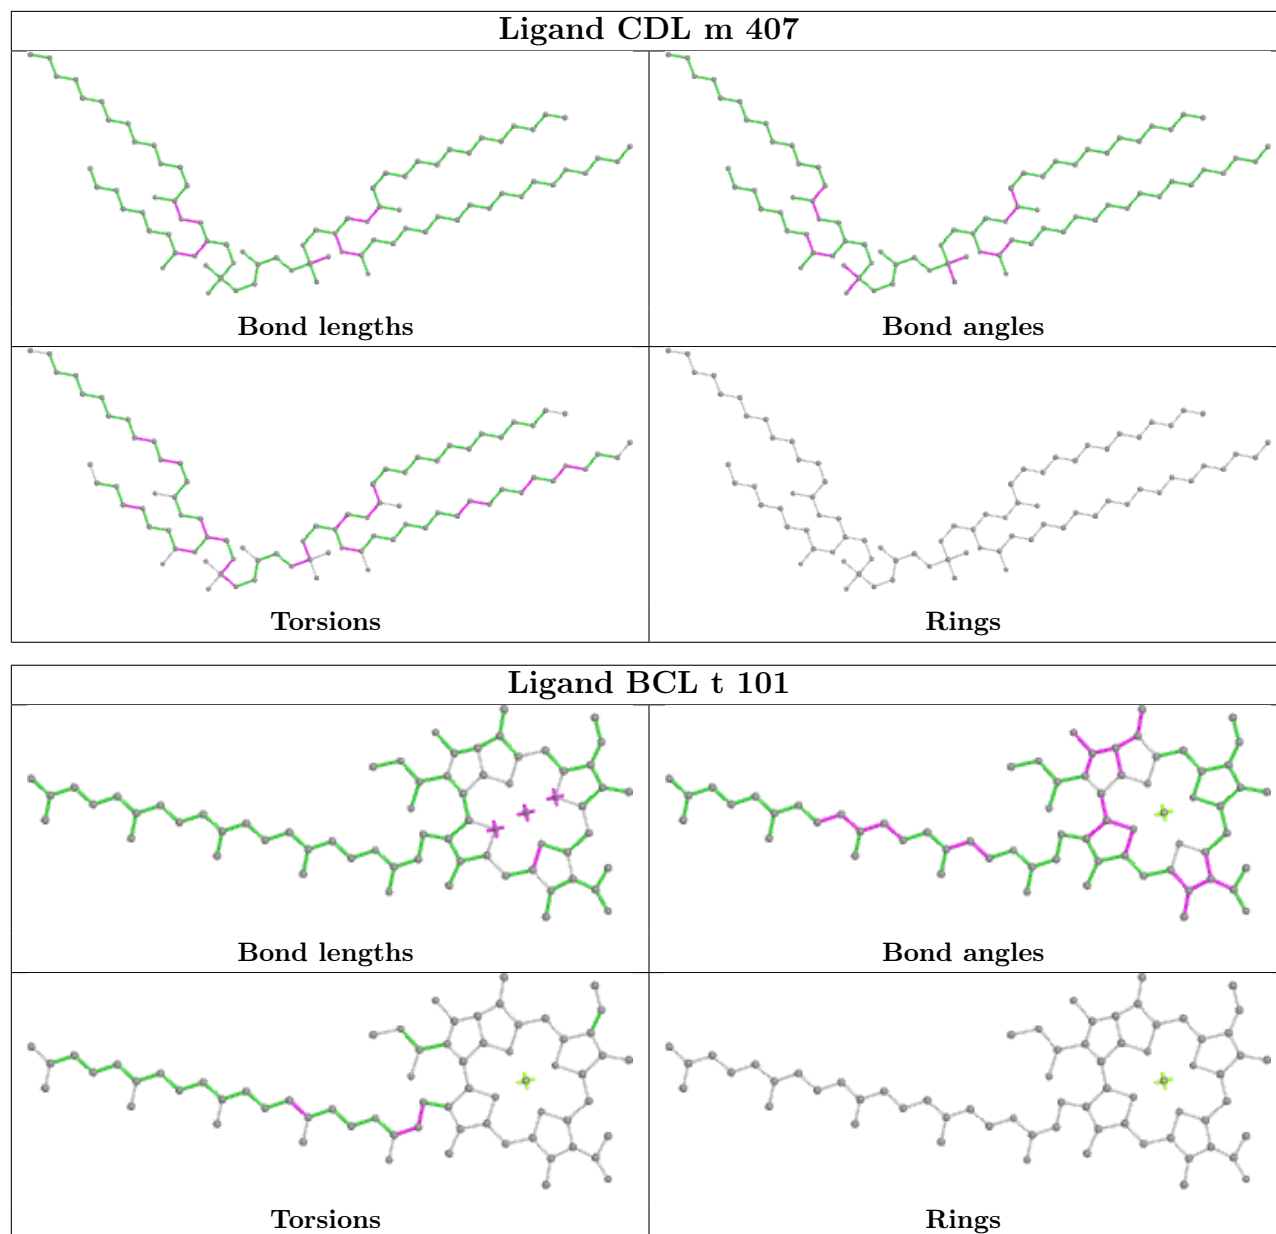 Ligand CDL m 407
Bond lengths
Bond angles
Torsions
Rings
Ligand BCL t 101
Bond lengths
Bond angles
Torsions
Rings